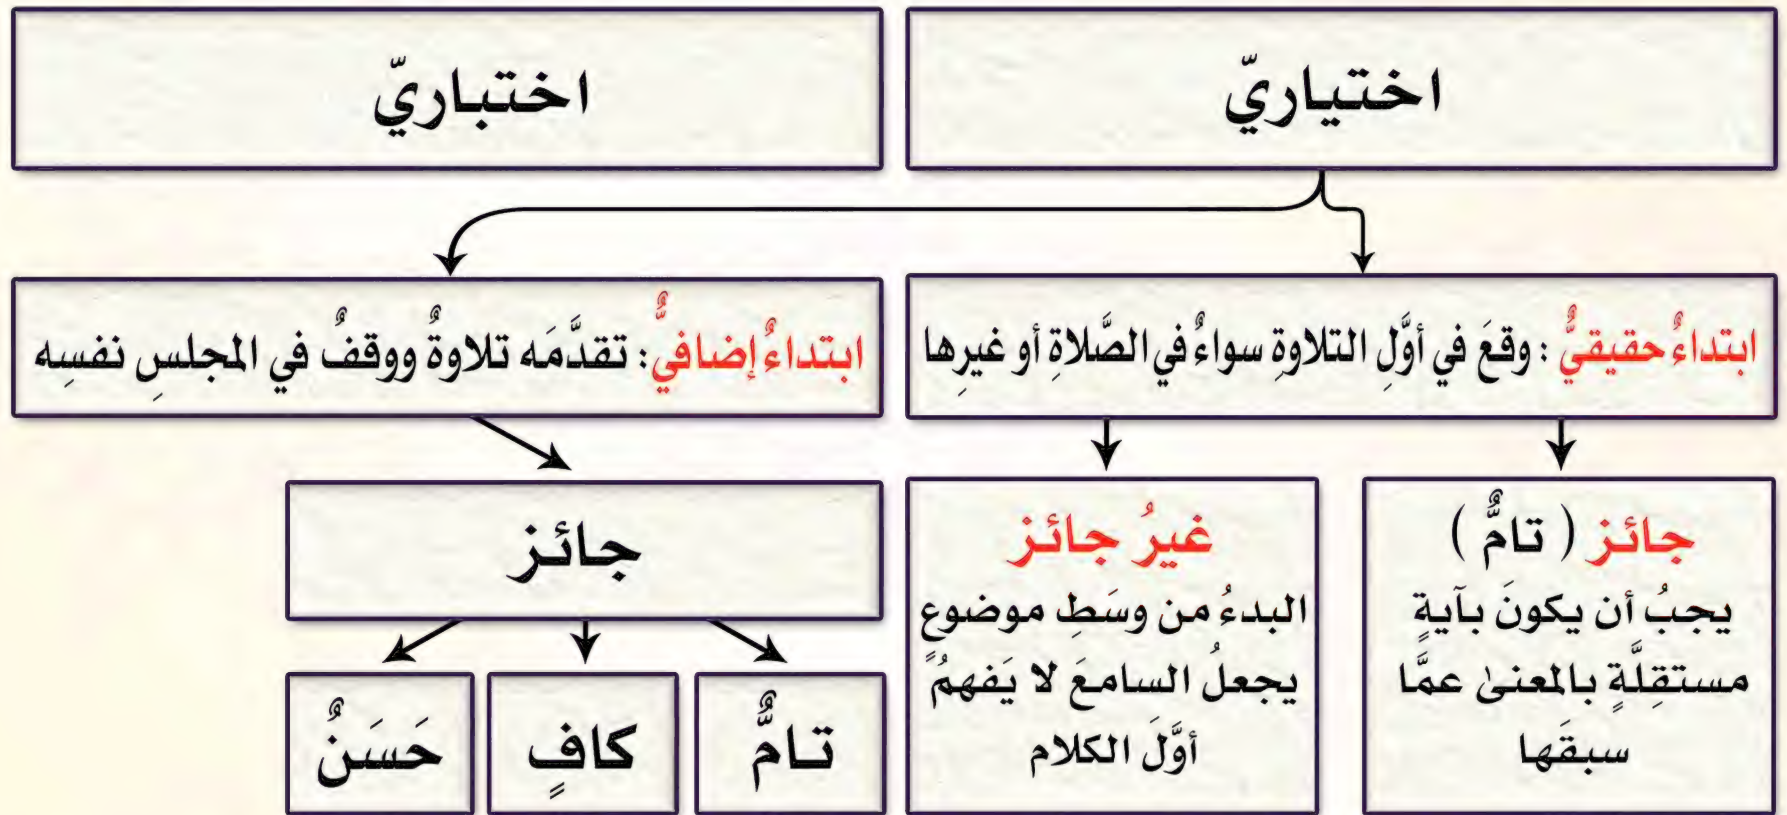 اختياريّ
اختباريّ
ابتداءٌ حقيقيٌّ : وقعَ في أوَّلِ التلاوةِ سواءٌ في الصَّلاةِ أو غيرِها
ابتداءٌ إضافيٌّ: تقدَّمَه تلاوةٌ ووقفٌ في المجلسِ نفسِه
جائز ( تامٌّ )
يجبُ أن يكونَ بآيةٍ
مستقِلَّةٍ بالمعنىٰ عمَّا
سبقَها
غيرُ جائز
البدءُ من وسَطِ موضوعٍ
يجعلُ السامعَ لا يَفهمُ
أوَّلَ الكلام
جائز
تامٌّ
كافٍ
حَسَنٌ